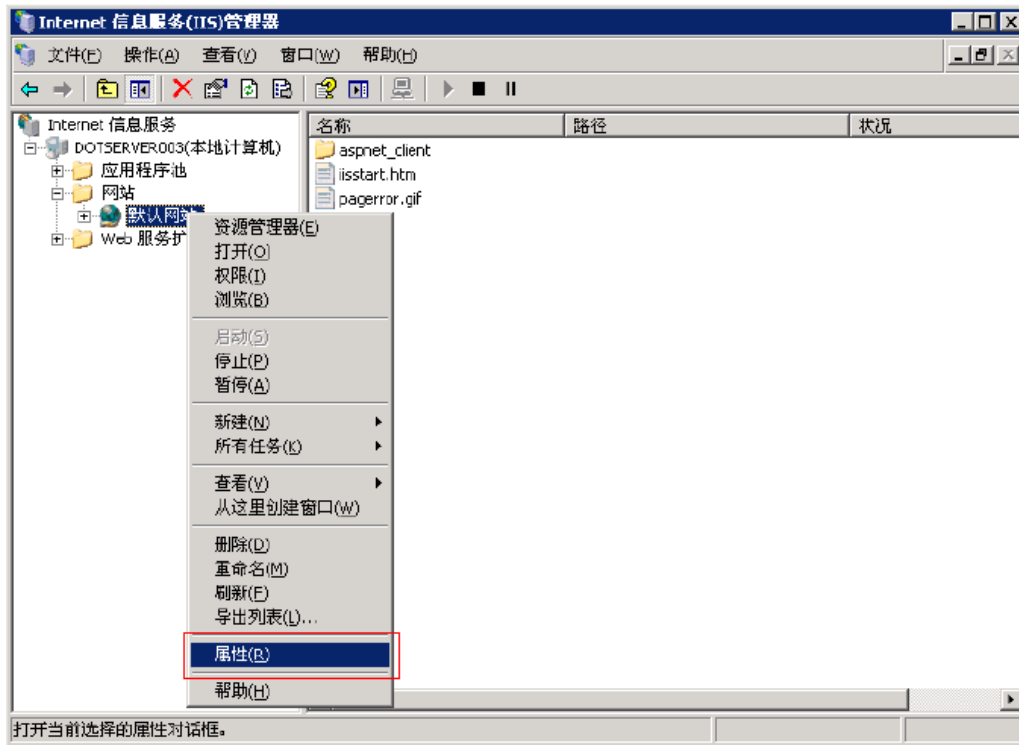 Internet 信息服务(IIS)管理器
文件(F) 操作(A) 查看(V) 窗口(W) 帮助(H)
Internet 信息服务
DOTSERVER003(本地计算机)
应用程序池
网站
默认网站
Web 服务扩
名称 路径 状况
aspnet_client
iisstart.htm
pagerror.gif
资源管理器(E)
打开(O)
权限(I)
浏览(B)
启动(S)
停止(P)
暂停(A)
新建(N)
所有任务(K)
查看(V)
从这里创建窗口(W)
删除(D)
重命名(M)
刷新(F)
导出列表(L)...
属性(R)
帮助(H)
打开当前选择的属性对话框。